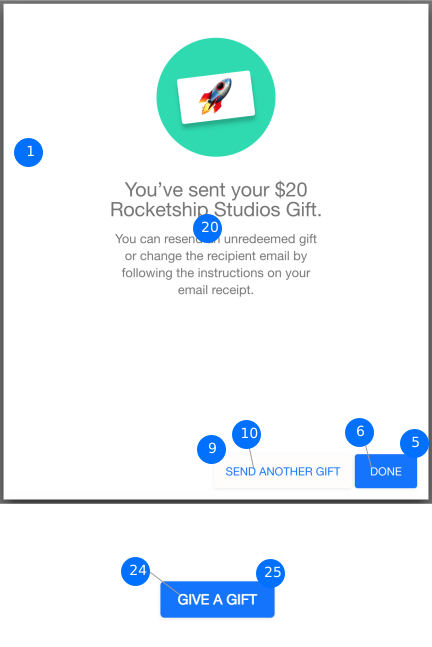 1
You've sent your $20
Rocketship Studios Gift.
20
You can resend an unredeemed gift
or change the recipient email by
following the instructions on your
email receipt.
10
6
5
9
SEND ANOTHER GIFT
DONE
24
25
GIVE A GIFT